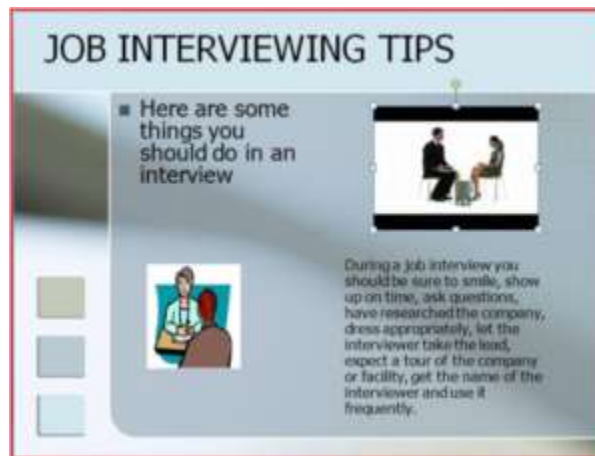 JOB INTERVIEWING TIPS
Here are some
things you
should do in an
interview
During a job interview you
should be sure to smile, show
up on time, ask questions,
have researched the company,
dress appropriately, let the
interviewer take the lead,
expect a tour of the company
or facility, get the name of the
interviewer and use it
frequently.